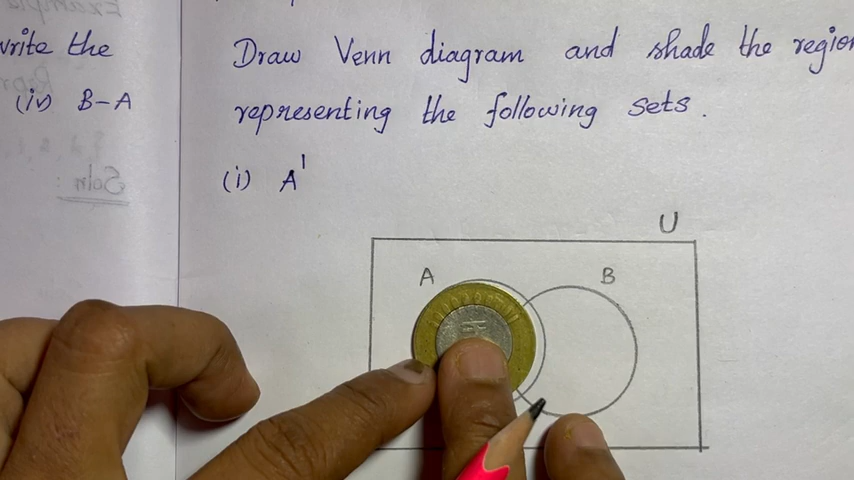 write the
(iv) B-A
Draw Venn diagram and shade the region
representing the following sets.
(i) A'
U
A
B
Soln :